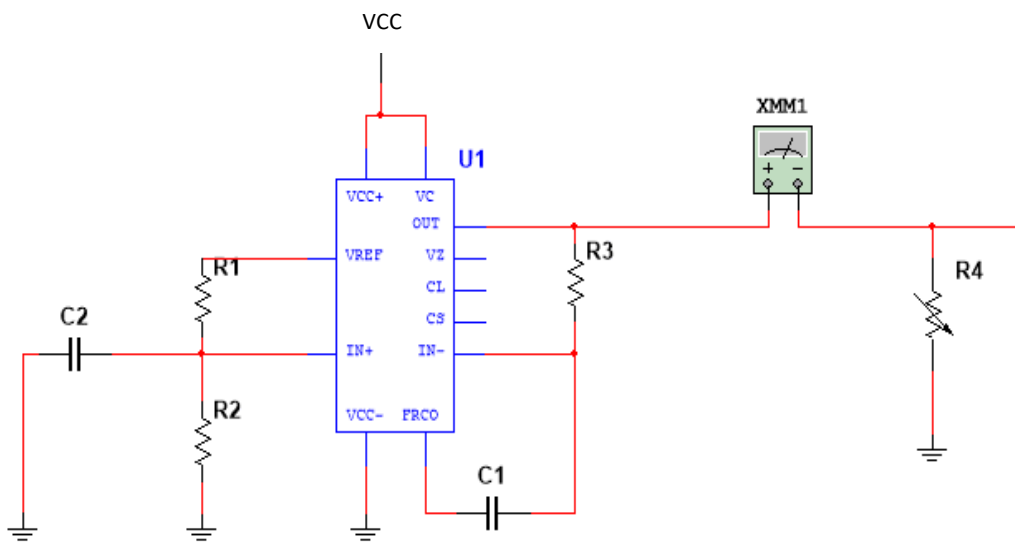 VCC
XMM1
+ -
U1
VCC+ VC
OUT
R3
VREF VZ
R1
R4
CL
C2
CS
IN+ IN-
R2
VCC- FRCO
C1